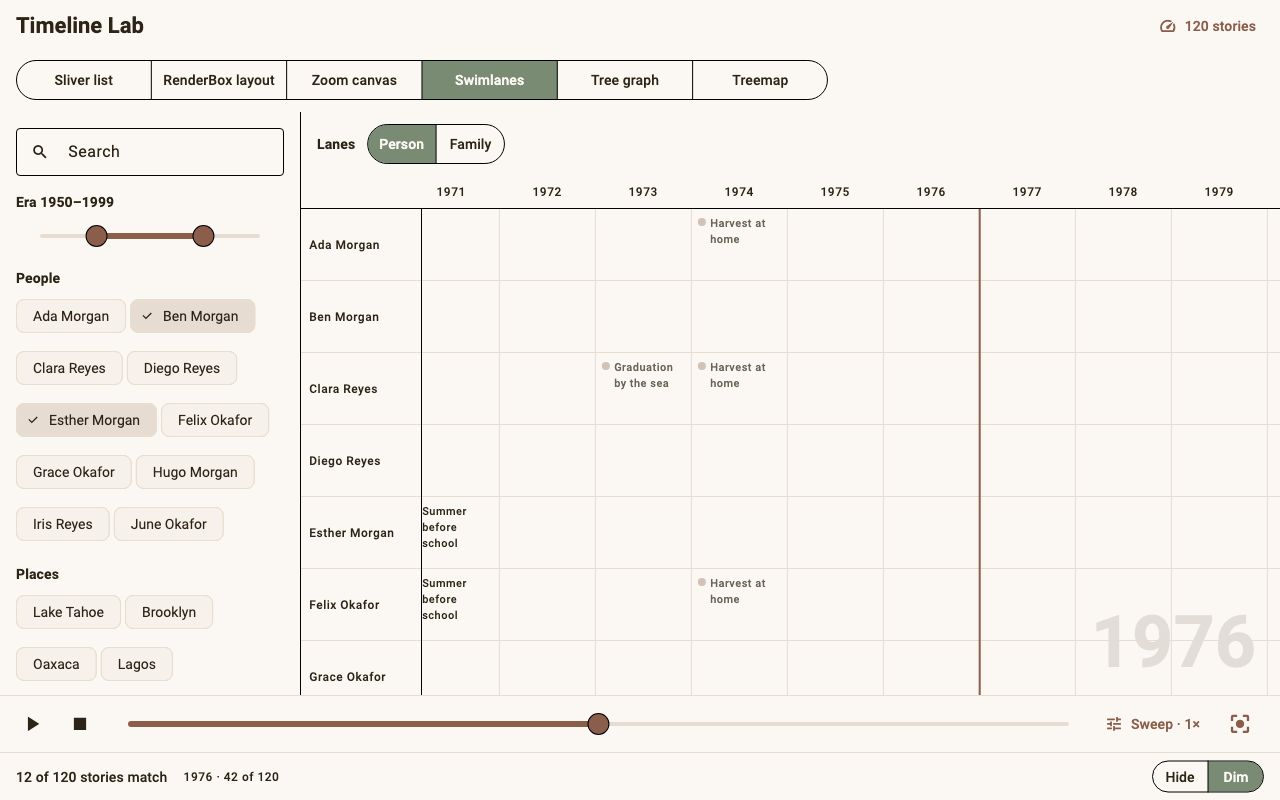 Timeline Lab
120 stories
Sliver list
RenderBox layout
Zoom canvas
Swimlanes
Tree graph
Treemap
Search
Era 1950–1999
People
Ada Morgan
Ben Morgan
Clara Reyes
Diego Reyes
Esther Morgan
Felix Okafor
Grace Okafor
Hugo Morgan
Iris Reyes
June Okafor
Places
Lake Tahoe
Brooklyn
Oaxaca
Lagos
Lanes
Person
Family
1971
1972
1973
1974
1975
1976
1977
1978
1979
Ada Morgan
Harvest at
home
Ben Morgan
Clara Reyes
Graduation
by the sea
Harvest at
home
Diego Reyes
Esther Morgan
Summer
before
school
Felix Okafor
Summer
before
school
Harvest at
home
Grace Okafor
1976
Sweep · 1×
12 of 120 stories match
1976 · 42 of 120
Hide
Dim